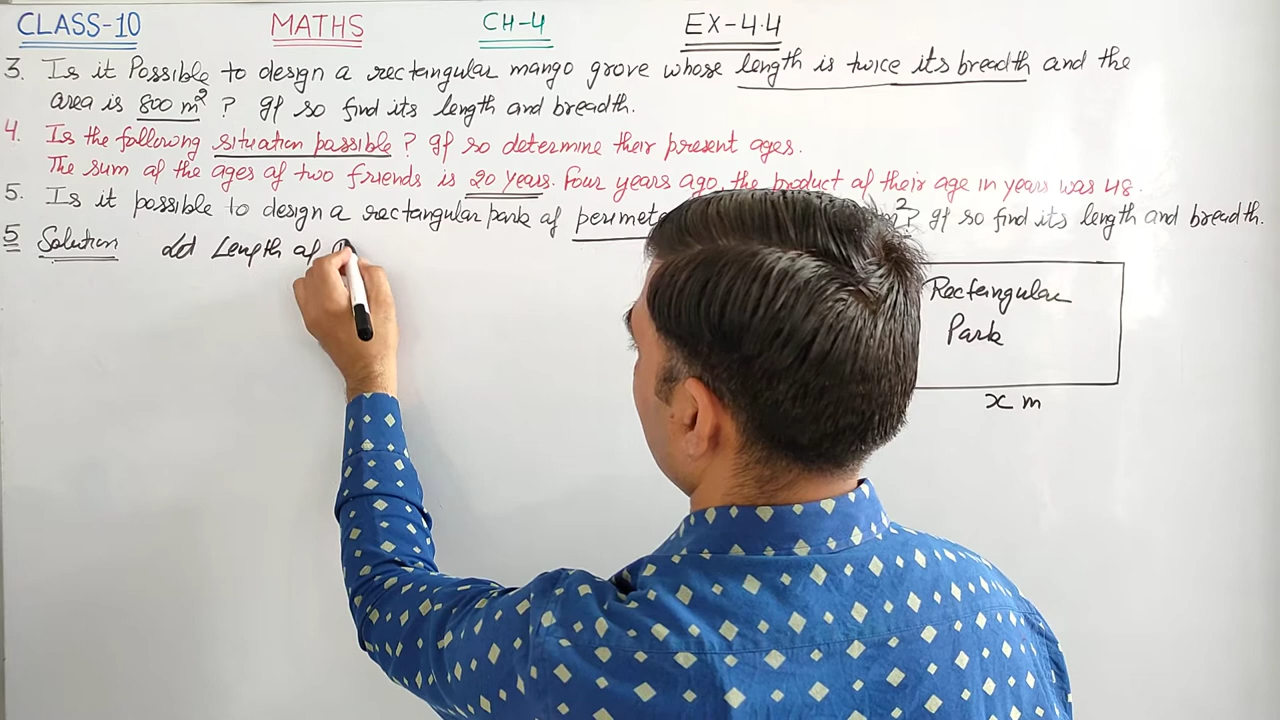 CLASS-10 MATHS CH-4 EX-4.4
3. Is it Possible to design a rectangular mango grove whose length is twice its breadth and the
area is 800 m² ? If so find its length and breadth.
4. Is the following situation possible ? If so determine their present ages.
The sum of the ages of two friends is 20 years. Four years ago, the product of their age in years was 48.
5. Is it possible to design a rectangular park of m² ? If so find its length and breadth.
5 Solution Let Length of
Rectangular
Park
x m